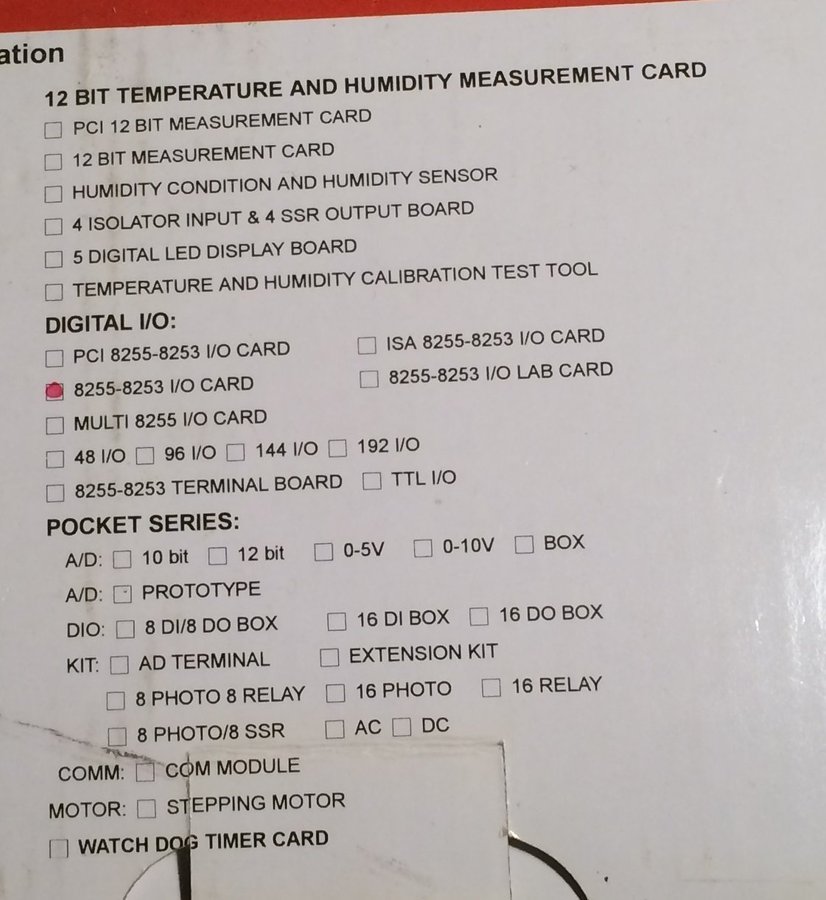 ation
12 BIT TEMPERATURE AND HUMIDITY MEASUREMENT CARD
PCI 12 BIT MEASUREMENT CARD
12 BIT MEASUREMENT CARD
HUMIDITY CONDITION AND HUMIDITY SENSOR
4 ISOLATOR INPUT & 4 SSR OUTPUT BOARD
5 DIGITAL LED DISPLAY BOARD
TEMPERATURE AND HUMIDITY CALIBRATION TEST TOOL
DIGITAL I/O:
PCI 8255-8253 I/O CARD ISA 8255-8253 I/O CARD
8255-8253 I/O CARD 8255-8253 I/O LAB CARD
MULTI 8255 I/O CARD
48 I/O 96 I/O 144 I/O 192 I/O
8255-8253 TERMINAL BOARD TTL I/O
POCKET SERIES:
A/D: 10 bit 12 bit 0-5V 0-10V BOX
A/D: PROTOTYPE
DIO: 8 DI/8 DO BOX 16 DI BOX 16 DO BOX
KIT: AD TERMINAL EXTENSION KIT
8 PHOTO 8 RELAY 16 PHOTO 16 RELAY
8 PHOTO/8 SSR AC DC
COMM: COM MODULE
MOTOR: STEPPING MOTOR
WATCH DOG TIMER CARD